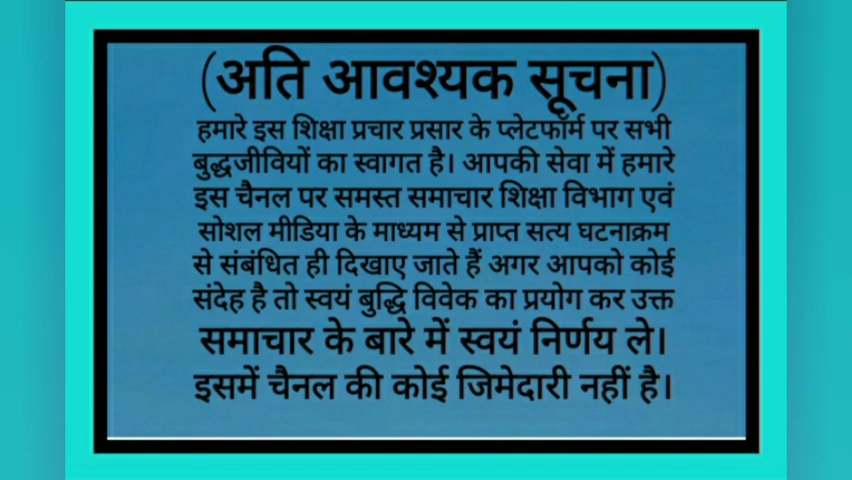 (अति आवश्यक सूचना)
हमारे इस शिक्षा प्रचार प्रसार के प्लेटफॉर्म पर सभी
बुद्धजीवियों का स्वागत है। आपकी सेवा में हमारे
इस चैनल पर समस्त समाचार शिक्षा विभाग एवं
सोशल मीडिया के माध्यम से प्राप्त सत्य घटनाक्रम
से संबंधित ही दिखाए जाते हैं अगर आपको कोई
संदेह है तो स्वयं बुद्धि विवेक का प्रयोग कर उक्त
समाचार के बारे में स्वयं निर्णय ले।
इसमें चैनल की कोई जिमेदारी नहीं है।